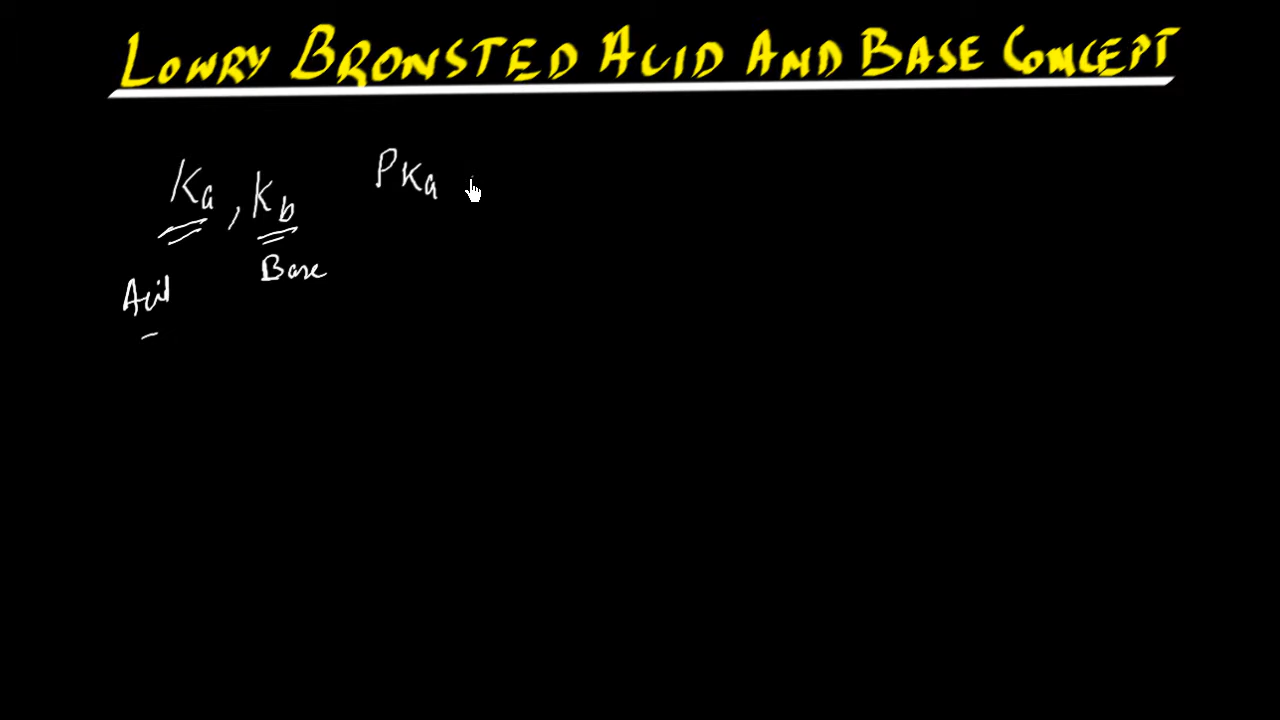 LOWRY BRONSTED ACID AND BASE CONCEPT
Ka , Kb PKa
Base
Acid